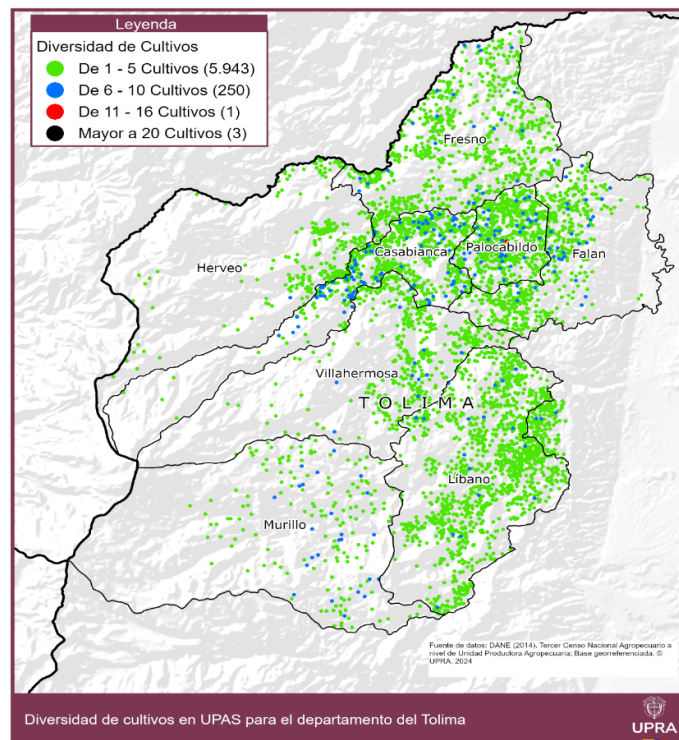 Leyenda
Diversidad de Cultivos
De 1 - 5 Cultivos (5.943)
De 6 - 10 Cultivos (250)
De 11 - 16 Cultivos (1)
Mayor a 20 Cultivos (3)
Fresno
Casabianca
Palocabildo
Falan
Herveo
Villahermosa
TOLIMA
Líbano
Murillo
Fuente de datos: DANE (2014), Tercer Censo Nacional Agropecuario a
nivel de Unidad Productora Agropecuaria; Base georreferenciada. ©
UPRA, 2024
Diversidad de cultivos en UPAS para el departamento del Tolima
UPRA